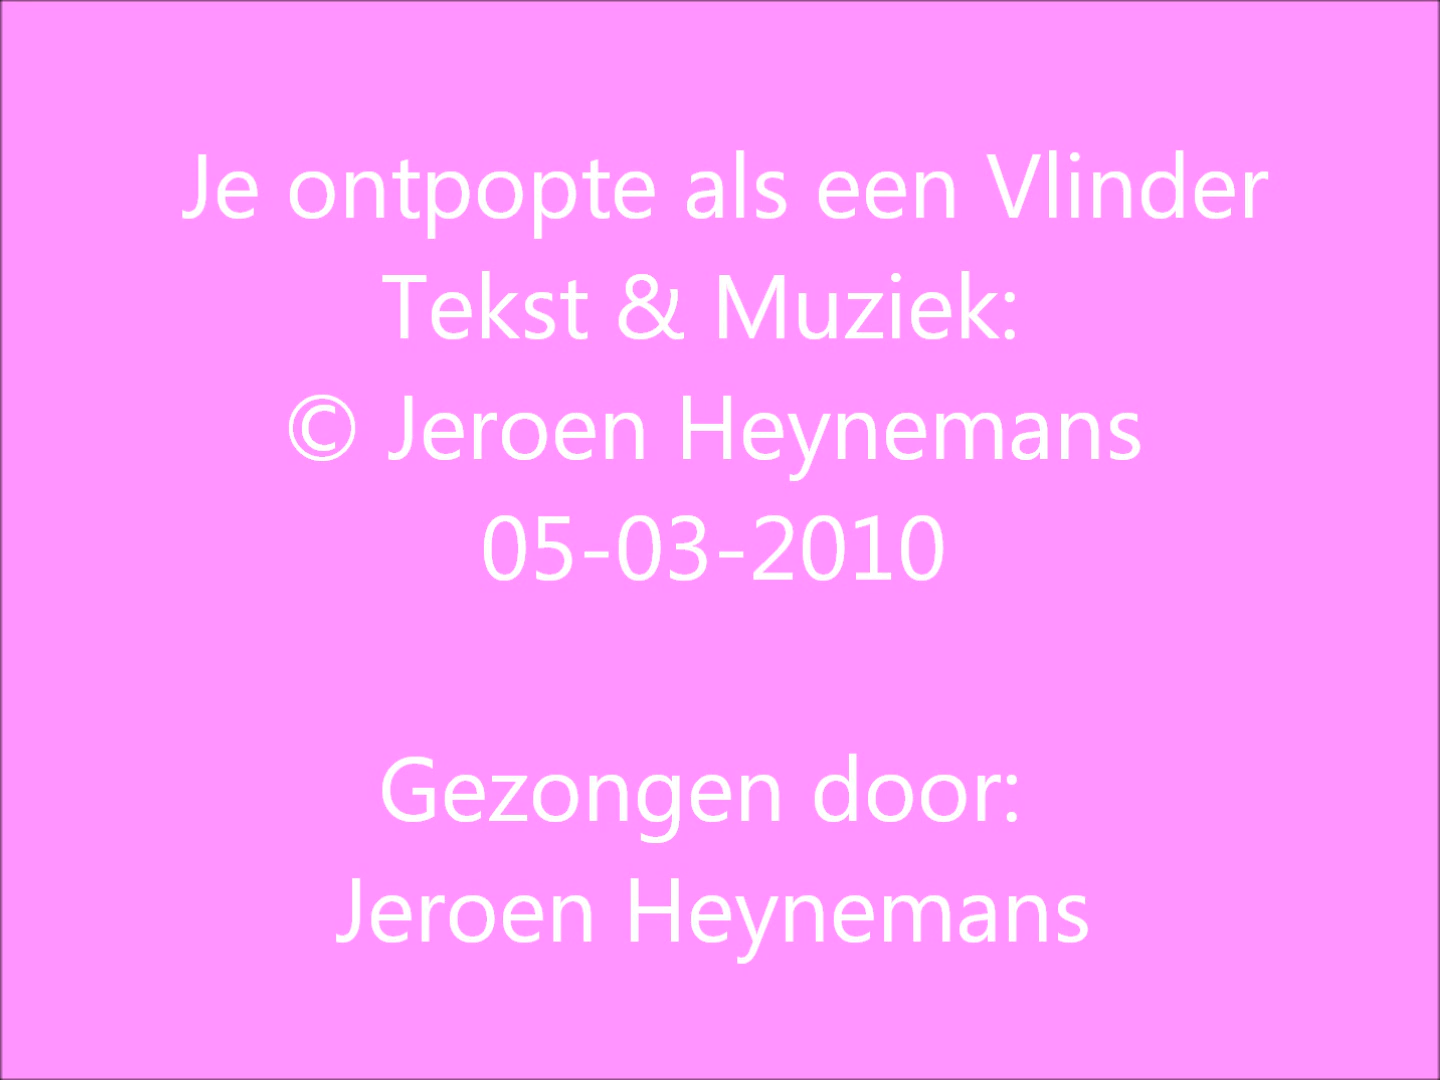 Je ontpopte als een Vlinder
Tekst & Muziek:
© Jeroen Heynemans
05-03-2010
Gezongen door:
Jeroen Heynemans